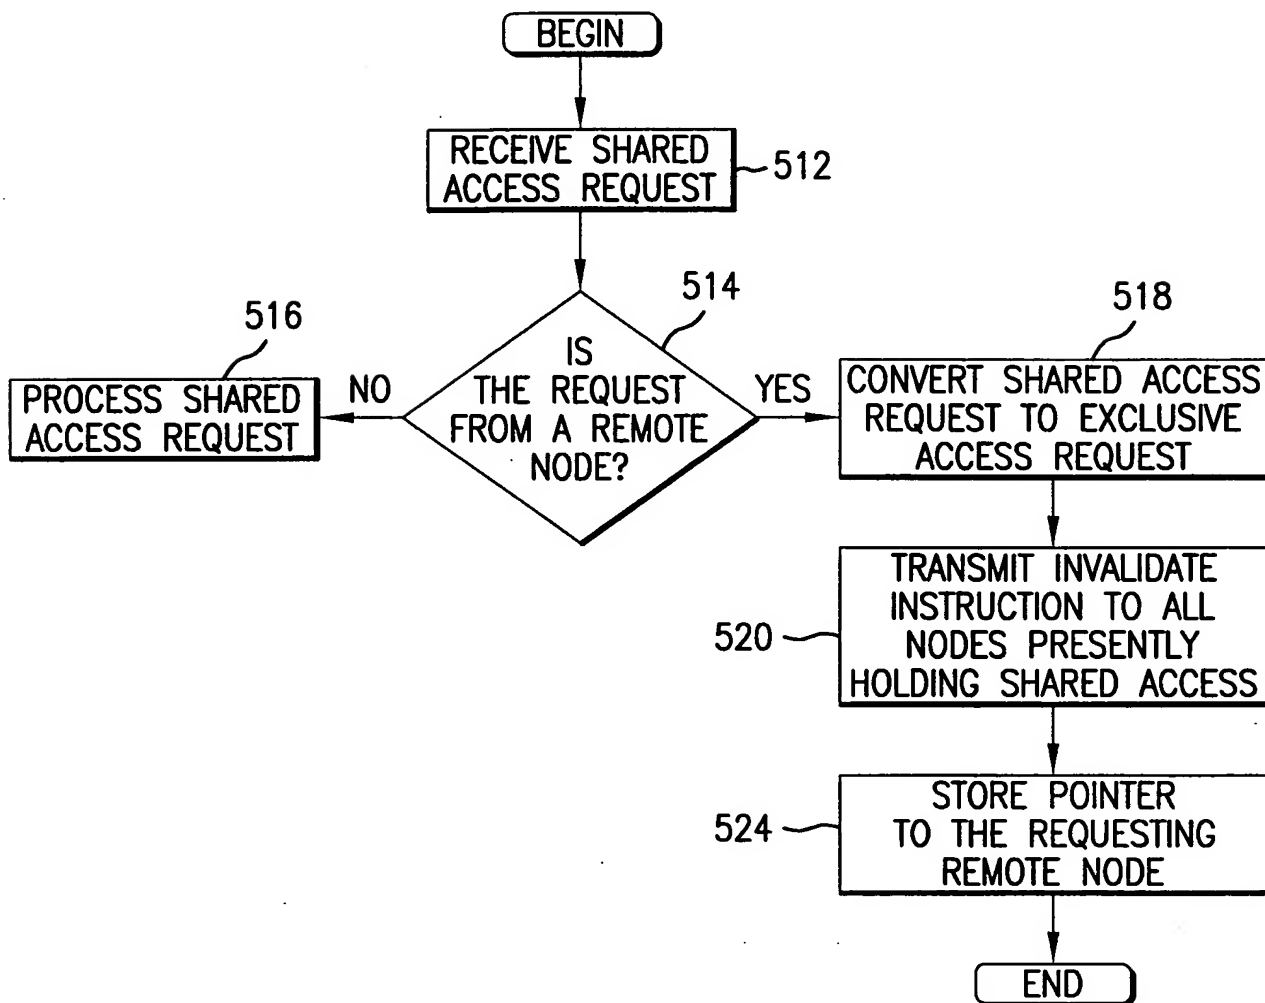 BEGIN
RECEIVE SHARED
ACCESS REQUEST
512
514
IS
THE REQUEST
FROM A REMOTE
NODE?
NO
YES
516
PROCESS SHARED
ACCESS REQUEST
518
CONVERT SHARED ACCESS
REQUEST TO EXCLUSIVE
ACCESS REQUEST
520
TRANSMIT INVALIDATE
INSTRUCTION TO ALL
NODES PRESENTLY
HOLDING SHARED ACCESS
524
STORE POINTER
TO THE REQUESTING
REMOTE NODE
END